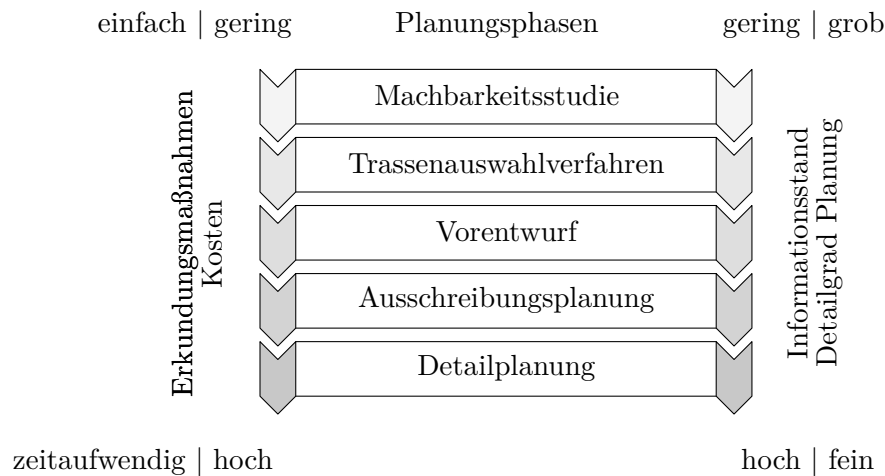 einfach | gering
Planungsphasen
gering | grob
Erkundungsmaßnahmen
Kosten
Machbarkeitsstudie
Trassenauswahlverfahren
Vorentwurf
Ausschreibungsplanung
Detailplanung
Informationsstand
Detailgrad Planung
zeitaufwendig | hoch
hoch | fein